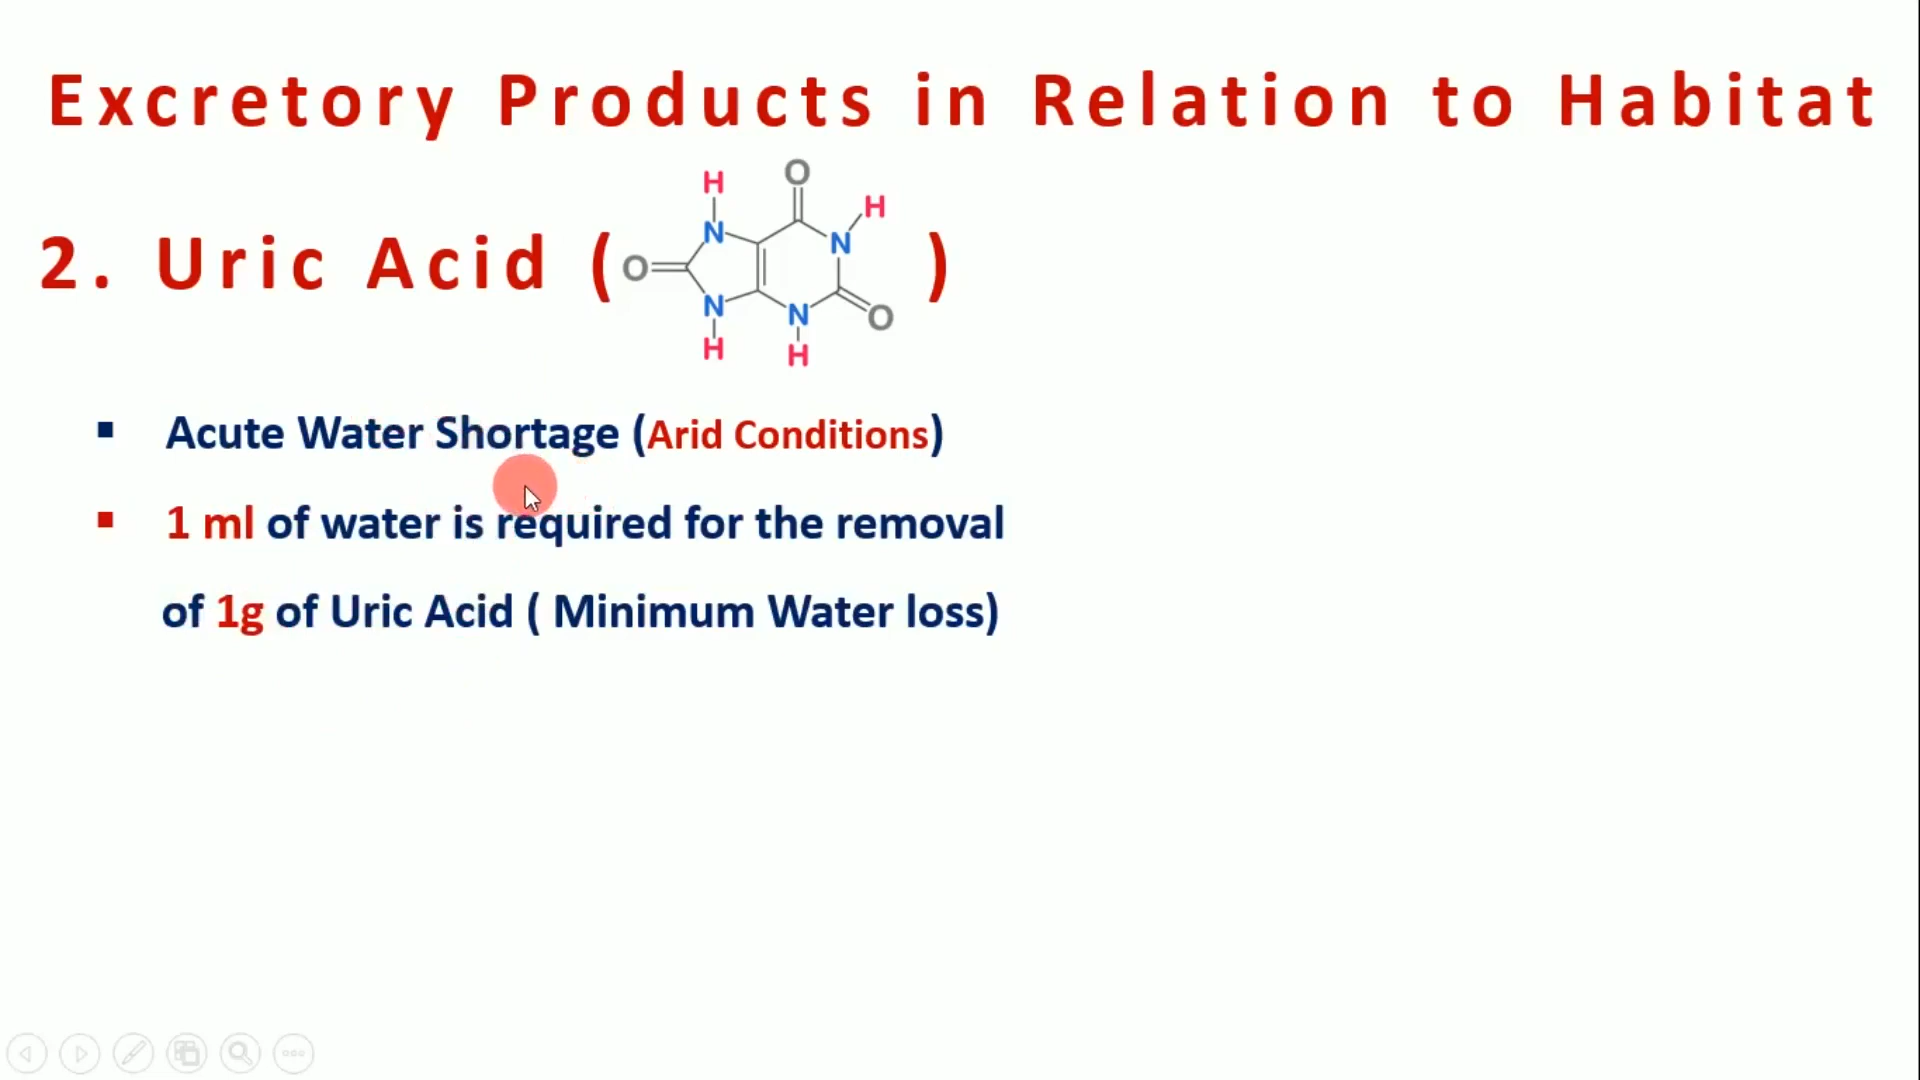 Excretory Products in Relation to Habitat
2. Uric Acid ( )
H
O
H
N
N
O
N
N
O
H
H
▪ Acute Water Shortage (Arid Conditions)
▪ 1 ml of water is required for the removal
of 1g of Uric Acid ( Minimum Water loss)